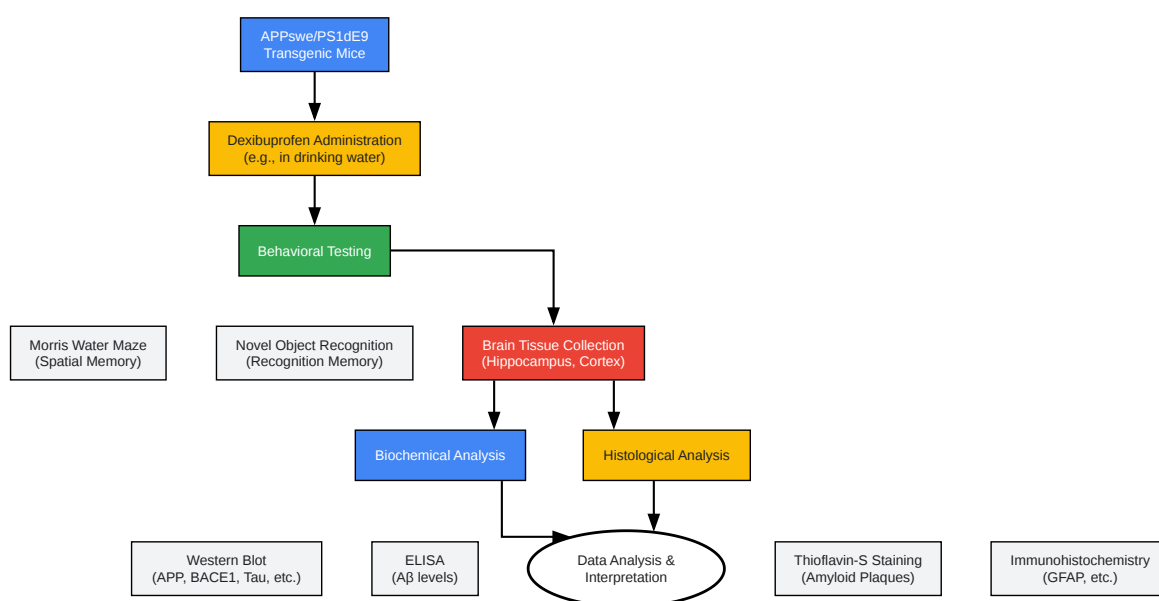 APPswe/PS1dE9
Transgenic Mice
Dexibuprofen Administration
(e.g., in drinking water)
Behavioral Testing
Morris Water Maze
(Spatial Memory)
Novel Object Recognition
(Recognition Memory)
Brain Tissue Collection
(Hippocampus, Cortex)
Biochemical Analysis
Histological Analysis
Western Blot
(APP, BACE1, Tau, etc.)
ELISA
(Aβ levels)
Data Analysis &
Interpretation
Thioflavin-S Staining
(Amyloid Plaques)
Immunohistochemistry
(GFAP, etc.)